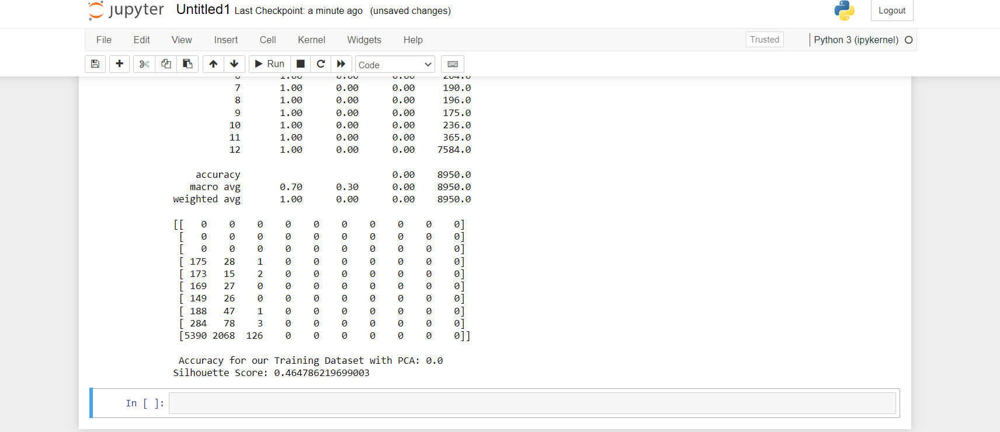 jupyter Untitled1 Last Checkpoint: a minute ago (unsaved changes)
Logout
File Edit View Insert Cell Kernel Widgets Help
Trusted
Python 3 (ipykernel)
Run
Code
7 1.00 0.00 0.00 190.0
8 1.00 0.00 0.00 196.0
9 1.00 0.00 0.00 175.0
10 1.00 0.00 0.00 236.0
11 1.00 0.00 0.00 365.0
12 1.00 0.00 0.00 7584.0
accuracy 0.00 8950.0
macro avg 0.70 0.30 0.00 8950.0
weighted avg 1.00 0.00 0.00 8950.0
[[ 0 0 0 0 0 0 0 0 0 0]
[ 0 0 0 0 0 0 0 0 0 0]
[ 0 0 0 0 0 0 0 0 0 0]
[ 175 28 1 0 0 0 0 0 0 0]
[ 173 15 2 0 0 0 0 0 0 0]
[ 169 27 0 0 0 0 0 0 0 0]
[ 149 26 0 0 0 0 0 0 0 0]
[ 188 47 1 0 0 0 0 0 0 0]
[ 284 78 3 0 0 0 0 0 0 0]
[5390 2068 126 0 0 0 0 0 0 0]]
Accuracy for our Training Dataset with PCA: 0.0
Silhouette Score: 0.464786219699003
In [ ]: